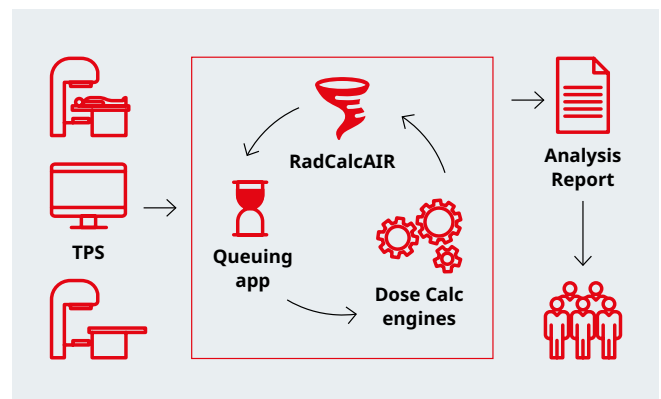 TPS
RadCalcAIR
Queuing
app
Dose Calc
engines
Analysis
Report